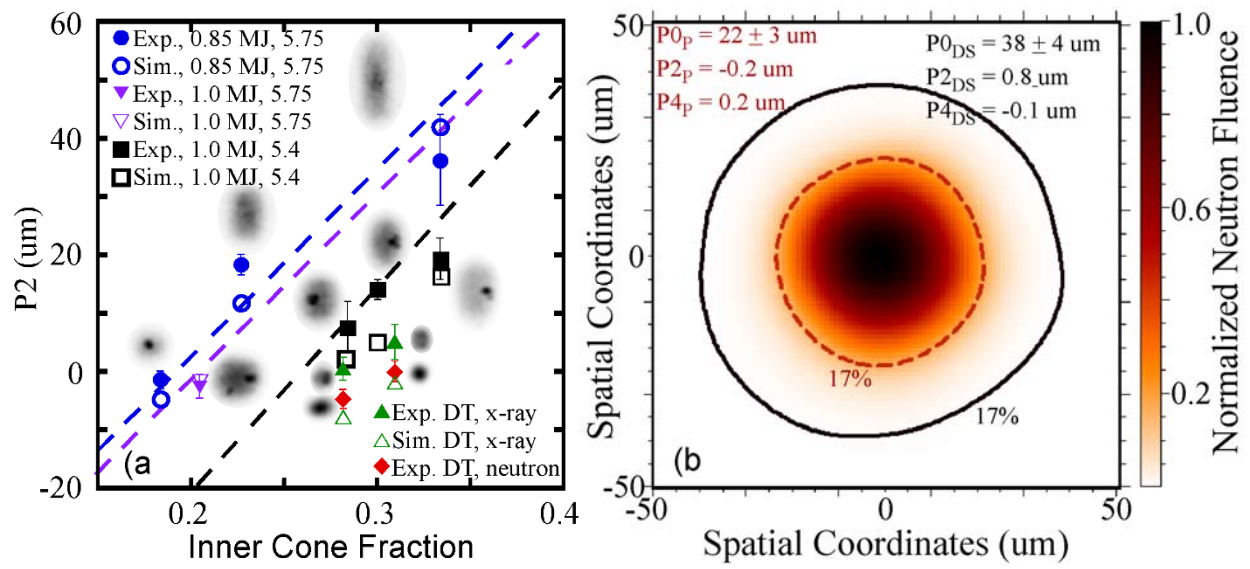 60
40
20
0
-20
P2 (um)
Exp., 0.85 MJ, 5.75
Sim., 0.85 MJ, 5.75
Exp., 1.0 MJ, 5.75
Sim., 1.0 MJ, 5.75
Exp., 1.0 MJ, 5.4
Sim., 1.0 MJ, 5.4
Exp. DT, x-ray
Sim. DT, x-ray
Exp. DT, neutron
(a
0.2 0.3 0.4
Inner Cone Fraction
50
0
-50
Spatial Coordinates (um)
P0P = 22 ± 3 um
P2P = -0.2 um
P4P = 0.2 um
P0DS = 38 ± 4 um
P2DS = 0.8 um
P4DS = -0.1 um
17%
17%
(b)
-50 0 50
Spatial Coordinates (um)
1.0
0.6
0.2
Normalized Neutron Fluence